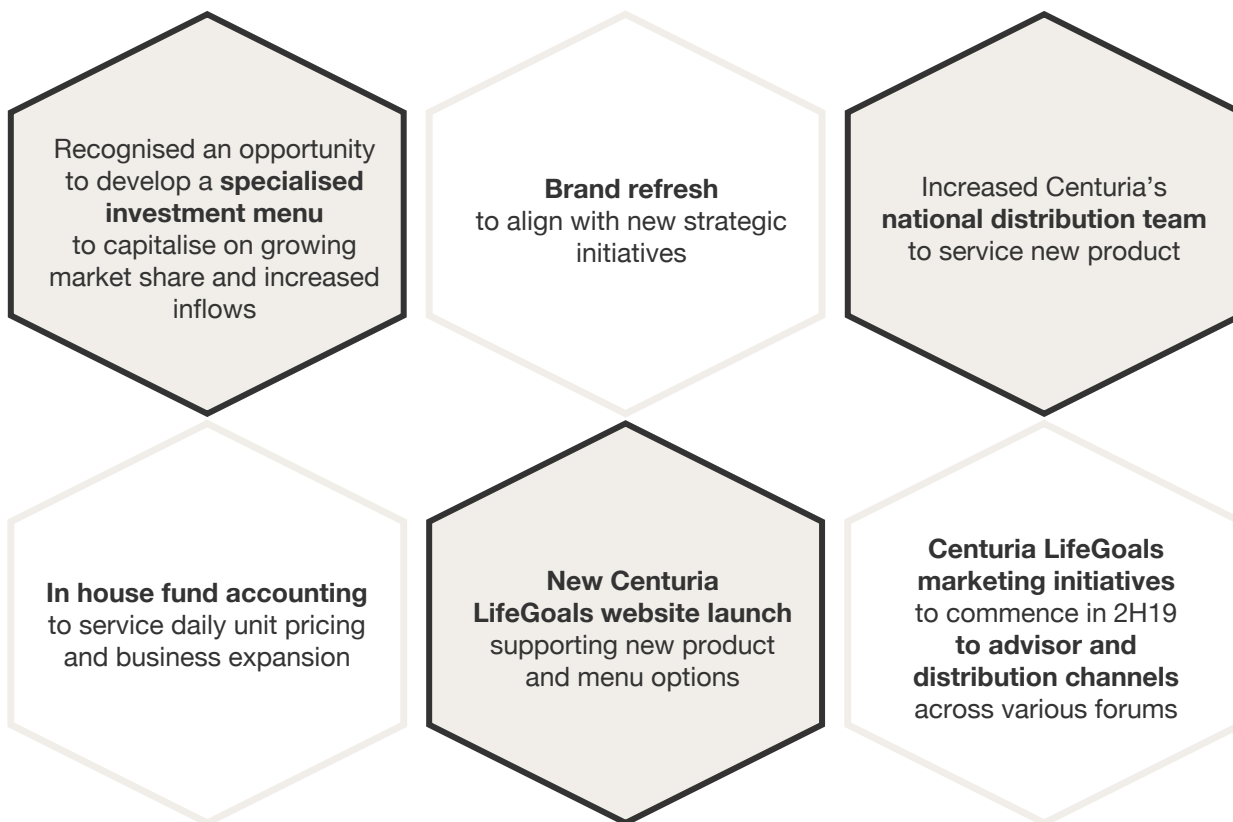 Recognised an opportunity
to develop a specialised
investment menu
to capitalise on growing
market share and increased
inflows
Brand refresh
to align with new strategic
initiatives
Increased Centuria’s
national distribution team
to service new product
In house fund accounting
to service daily unit pricing
and business expansion
New Centuria
LifeGoals website launch
supporting new product
and menu options
Centuria LifeGoals
marketing initiatives
to commence in 2H19
to advisor and
distribution channels
across various forums